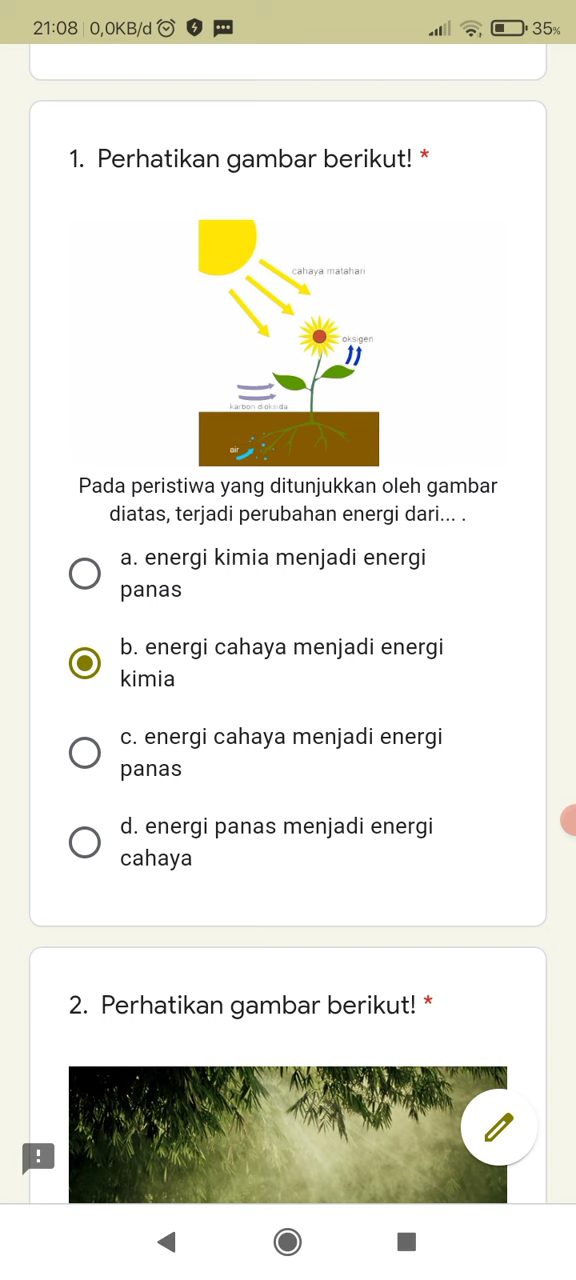 21:08 0,0KB/d 35%
1. Perhatikan gambar berikut! *
cahaya matahari
oksigen
karbon dioksida
air
Pada peristiwa yang ditunjukkan oleh gambar
diatas, terjadi perubahan energi dari... .
a. energi kimia menjadi energi
panas
b. energi cahaya menjadi energi
kimia
c. energi cahaya menjadi energi
panas
d. energi panas menjadi energi
cahaya
2. Perhatikan gambar berikut! *